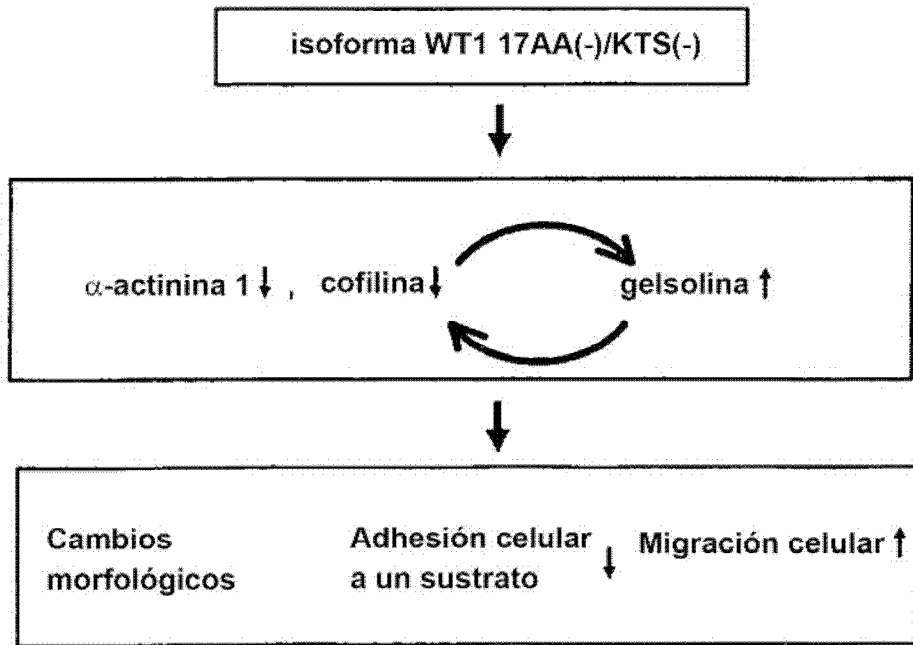 isoforma WT1 17AA(-)/KTS(-)
α-actinina 1 ↓ , cofilina ↓ gelsolina ↑
Cambios morfológicos
Adhesión celular a un sustrato ↓
Migración celular ↑